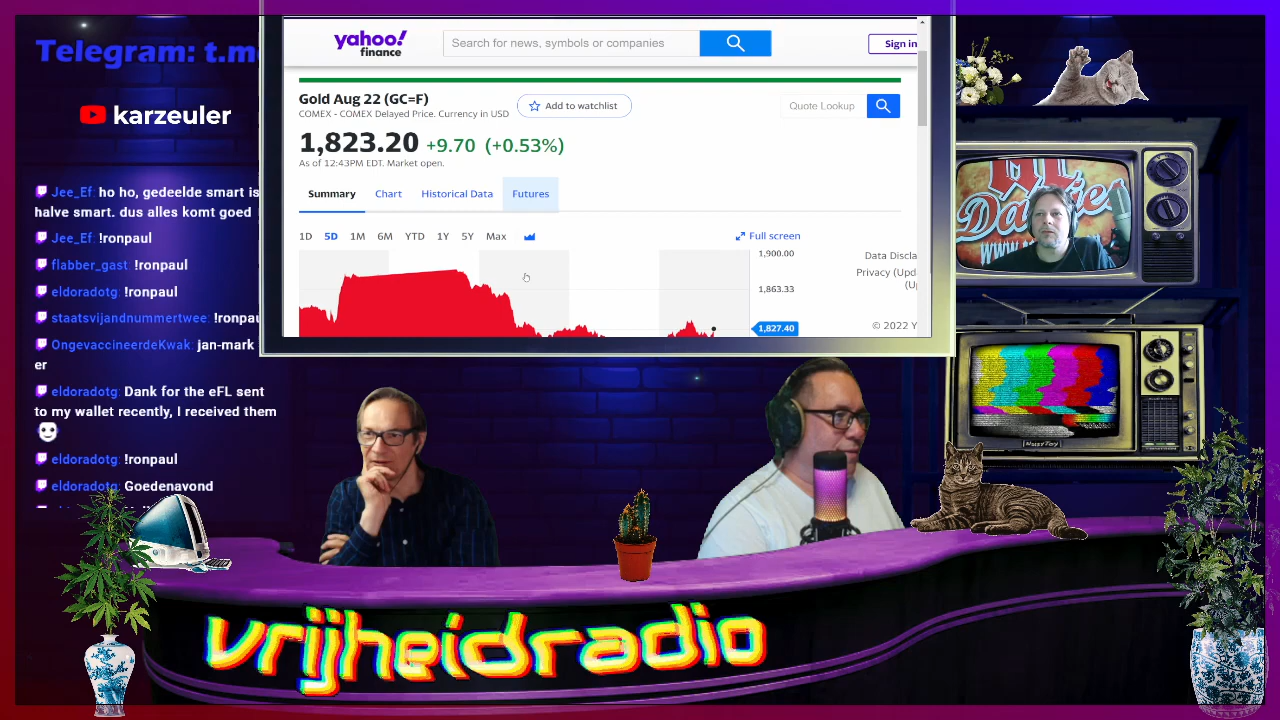 Telegram: t.m
karzeuler
Jee_Ef: ho ho, gedeelde smart is
halve smart. dus alles komt goed
Jee_Ef: !ronpaul
flabber_gast: !ronpaul
eldoradotg: !ronpaul
staatsvijandnummertwee: !ronpau
OngevaccineerdeKwak: jan-mark
er
eldoradotg: Dank for the eFL sent
to my wallet recently, I received them
eldoradotg: !ronpaul
eldoradotg: Goedenavond
yahoo!
finance
Search for news, symbols or companies
Sign in
Gold Aug 22 (GC=F)
Add to watchlist
Quote Lookup
COMEX - COMEX Delayed Price. Currency in USD
1,823.20 +9.70 (+0.53%)
As of 12:43PM EDT. Market open.
Summary Chart Historical Data Futures
1D 5D 1M 6M YTD 1Y 5Y Max
Full screen
1,900.00
1,863.33
1,827.40
Data Discla
Privacy (Upd
(U
© 2022 Y
vrijheidradio